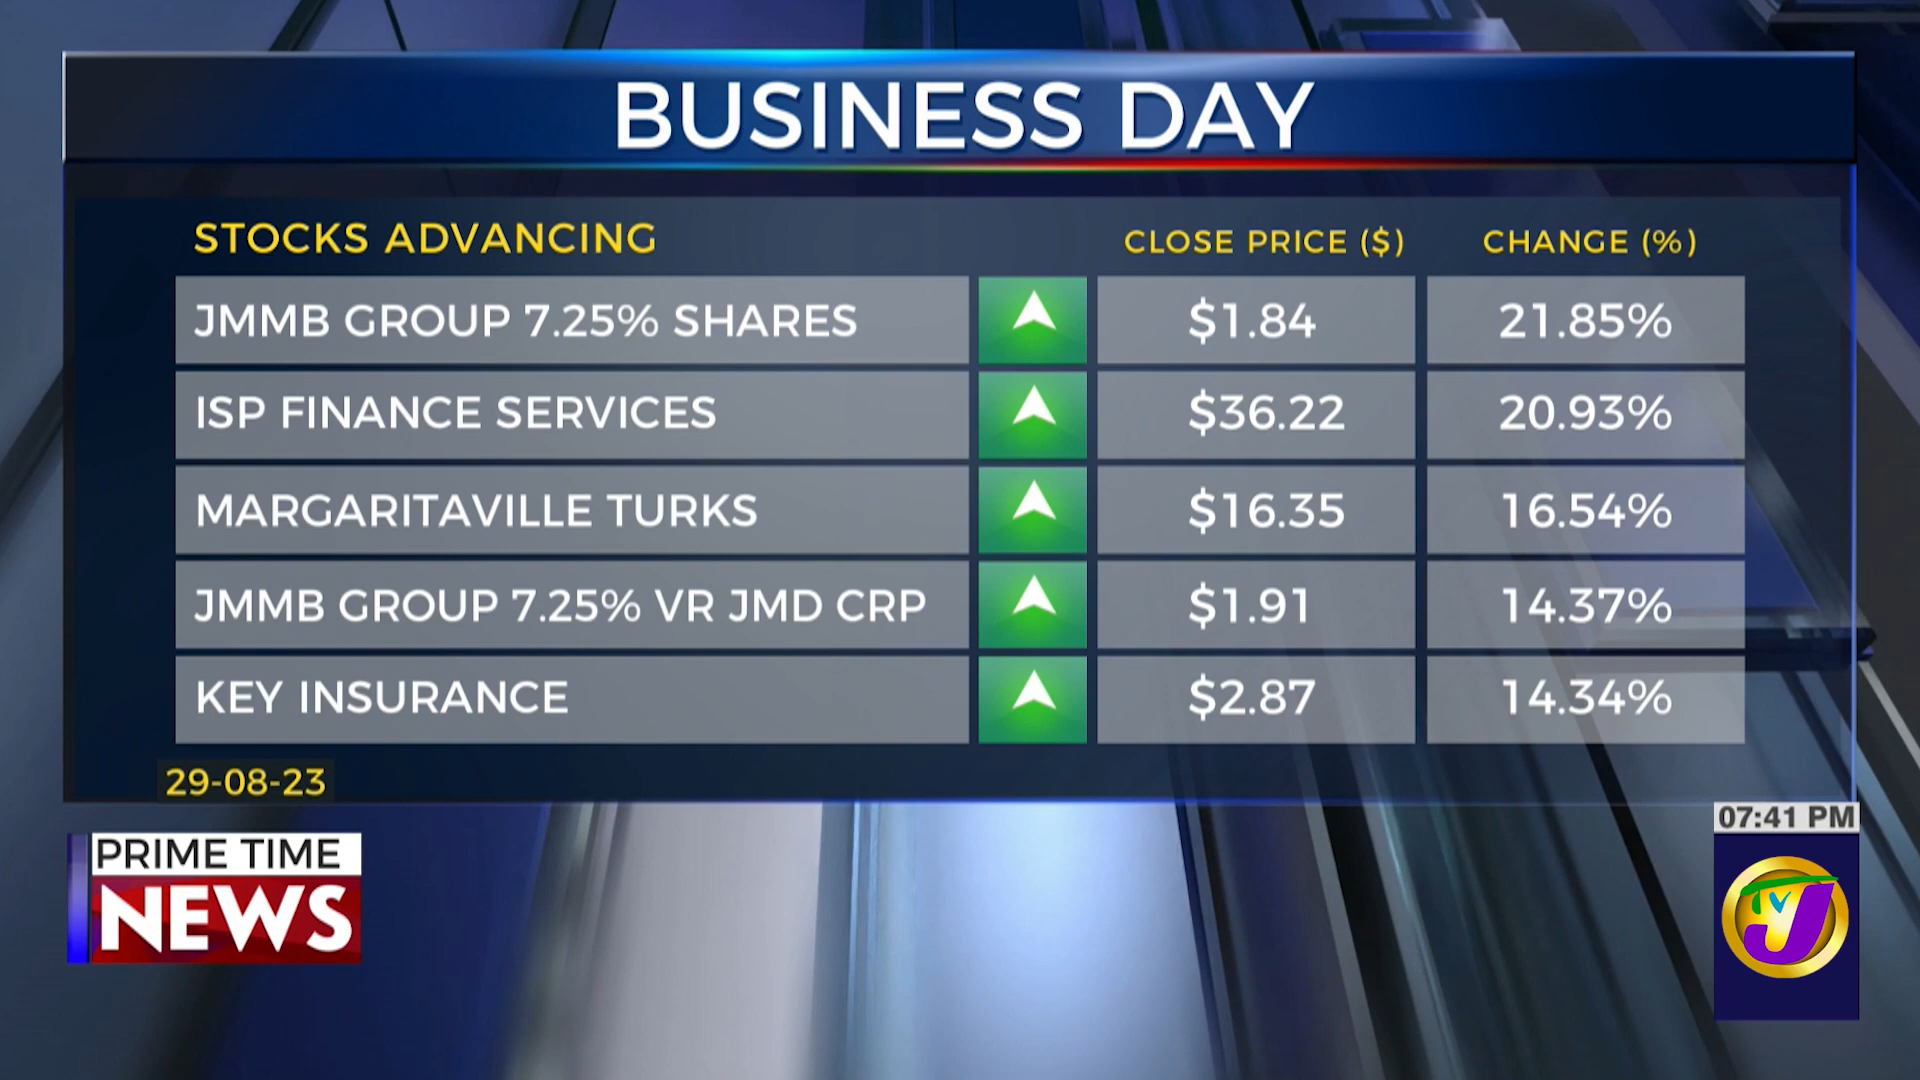 BUSINESS DAY
STOCKS ADVANCING CLOSE PRICE ($) CHANGE (%)
JMMB GROUP 7.25% SHARES $1.84 21.85%
ISP FINANCE SERVICES $36.22 20.93%
MARGARITAVILLE TURKS $16.35 16.54%
JMMB GROUP 7.25% VR JMD CRP $1.91 14.37%
KEY INSURANCE $2.87 14.34%
29-08-23
07:41 PM
PRIME TIME
NEWS
TVJ